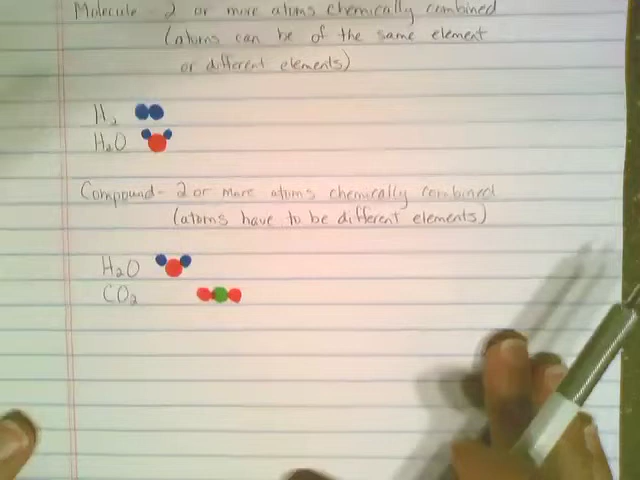 Molecule - 2 or more atoms chemically combined
(atoms can be of the same element
or different elements)
H₂
H₂O
Compound - 2 or more atoms chemically combined
(atoms have to be different elements)
H₂O
CO₂